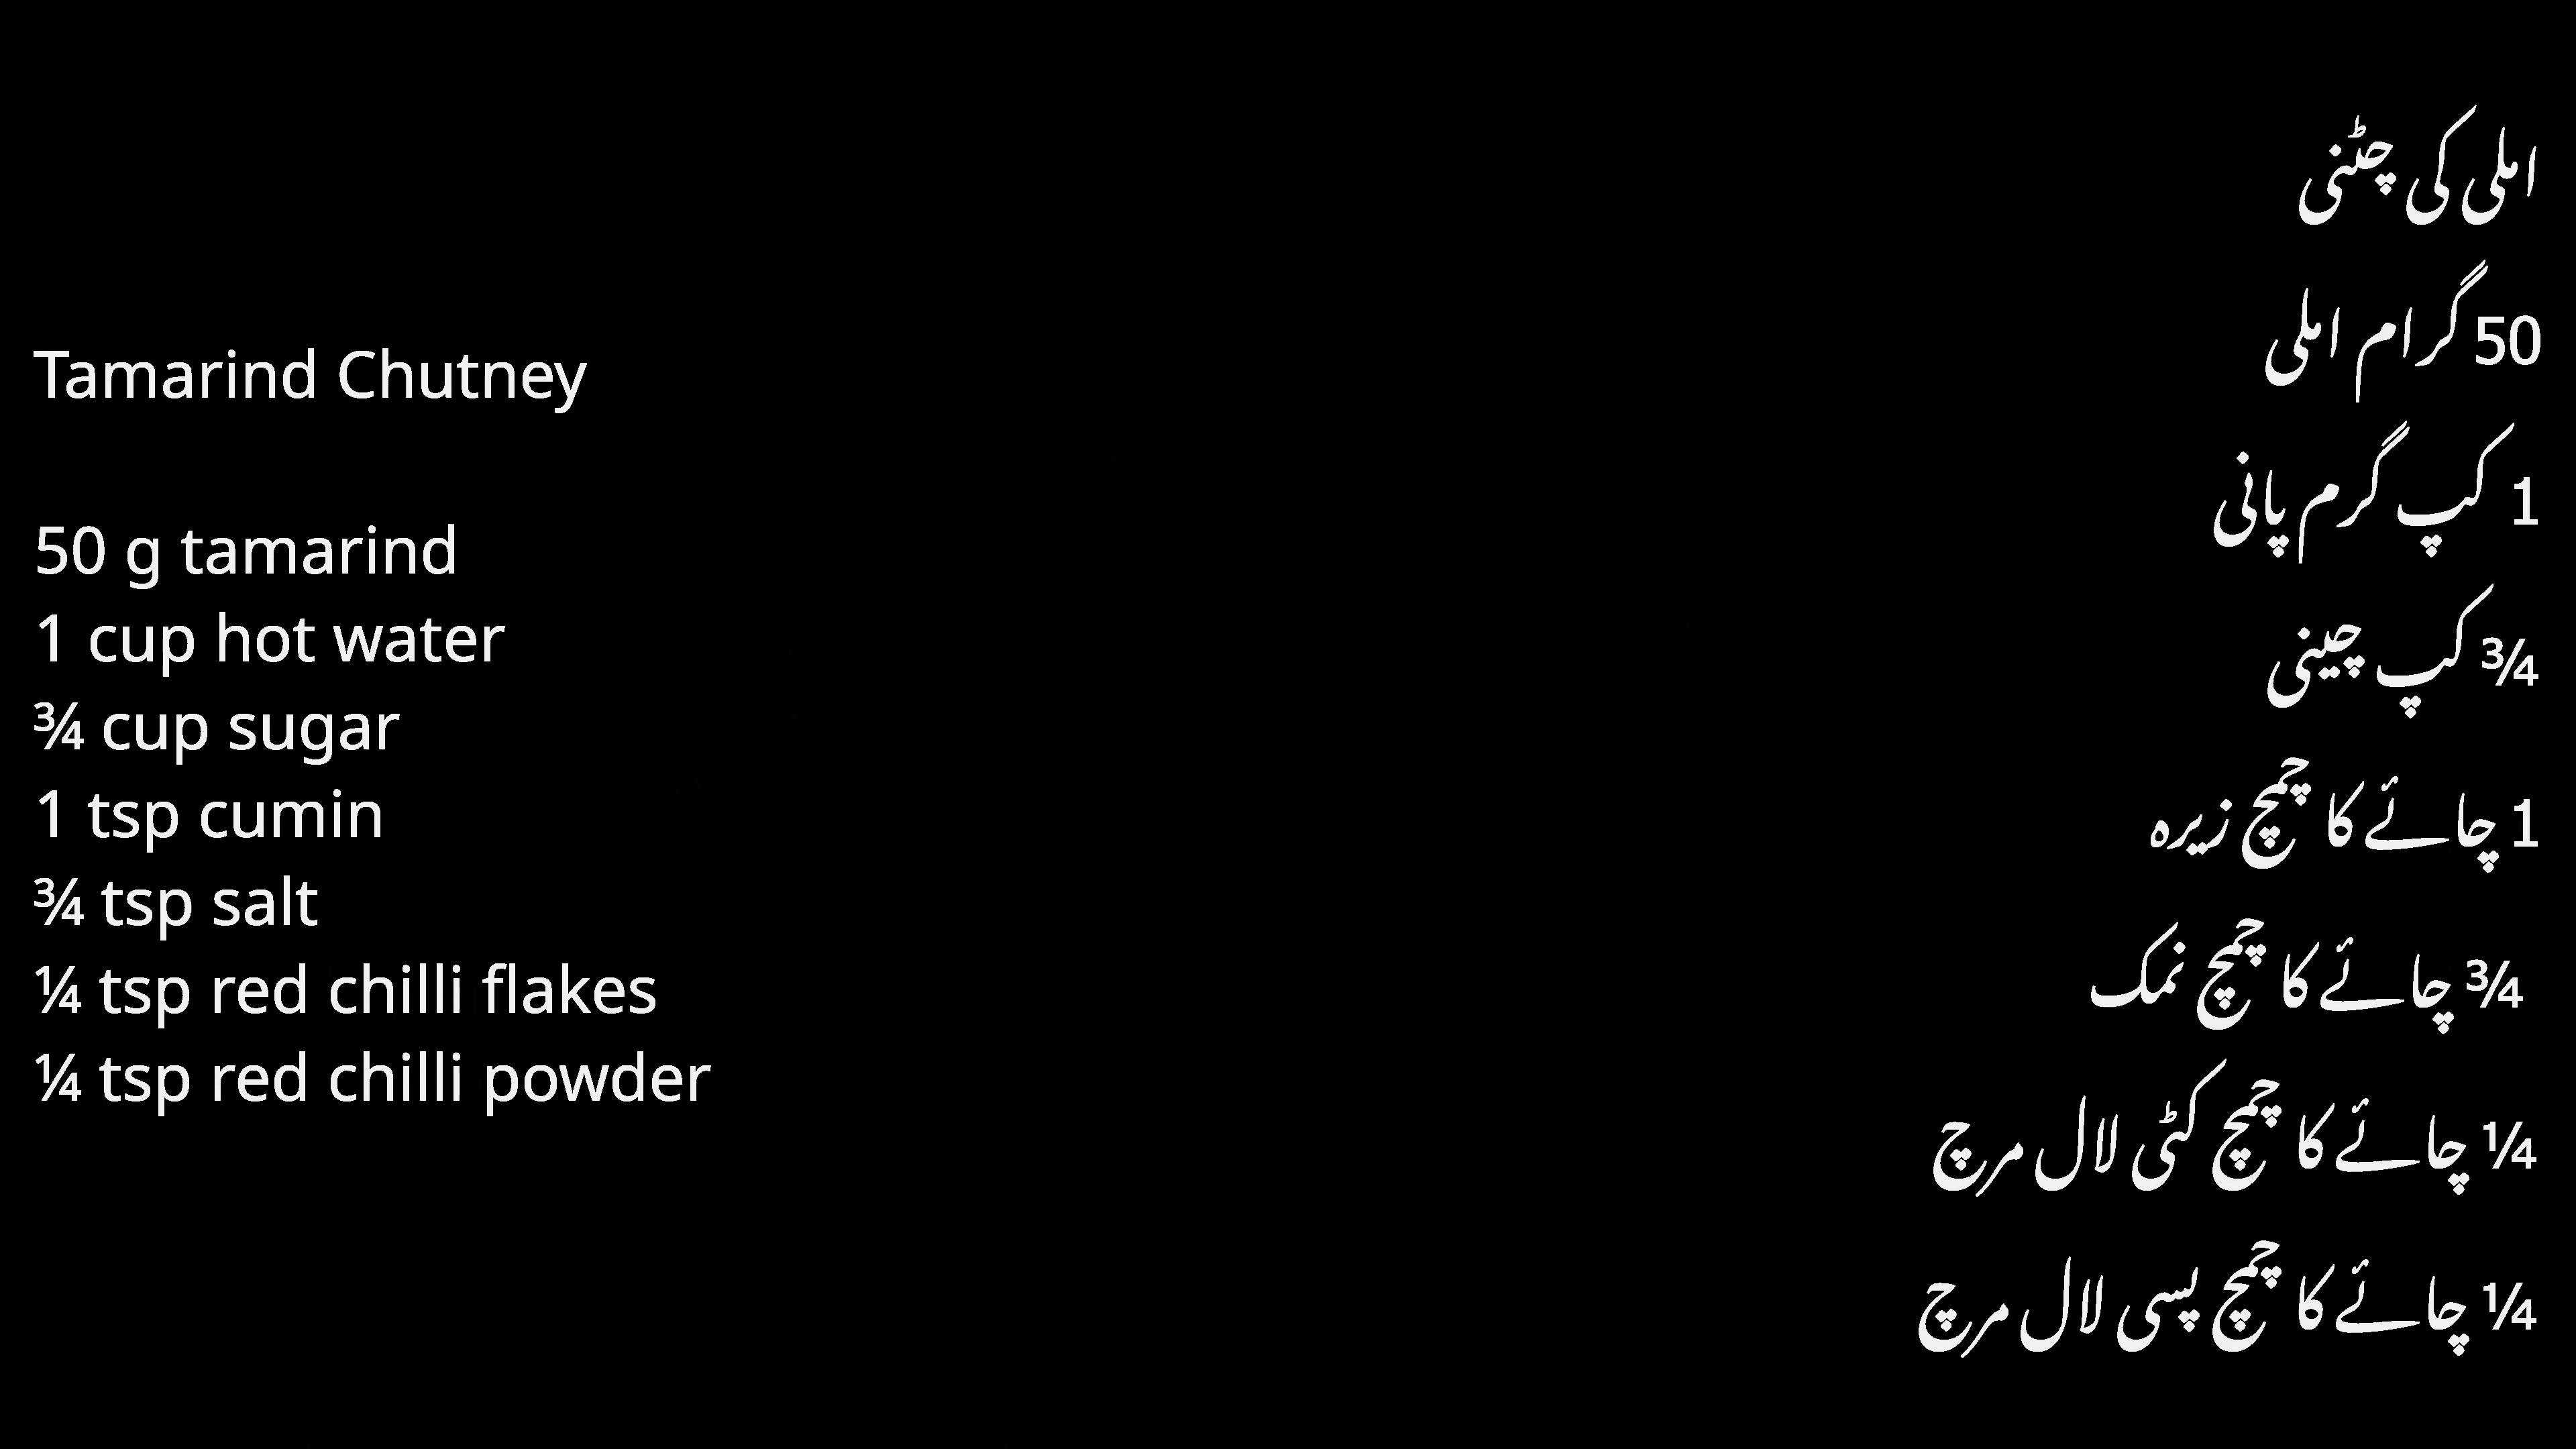 Tamarind Chutney
50 g tamarind
1 cup hot water
¾ cup sugar
1 tsp cumin
¾ tsp salt
¼ tsp red chilli flakes
¼ tsp red chilli powder
املی کی چٹنی
50 گرام املی
1 کپ گرم پانی
¾ کپ چینی
1 چائے کا چمچ زیرہ
¾ چائے کا چمچ نمک
¼ چائے کا چمچ کٹی لال مرچ
¼ چائے کا چمچ پسی لال مرچ